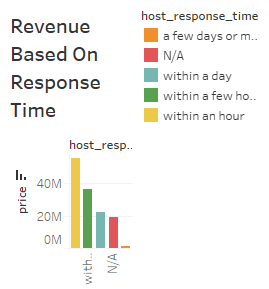 Revenue
Based On
Response
Time
host_response_time
a few days or m..
N/A
within a day
within a few ho..
within an hour
host_resp..
price
40M
20M
0M
with..
N/A